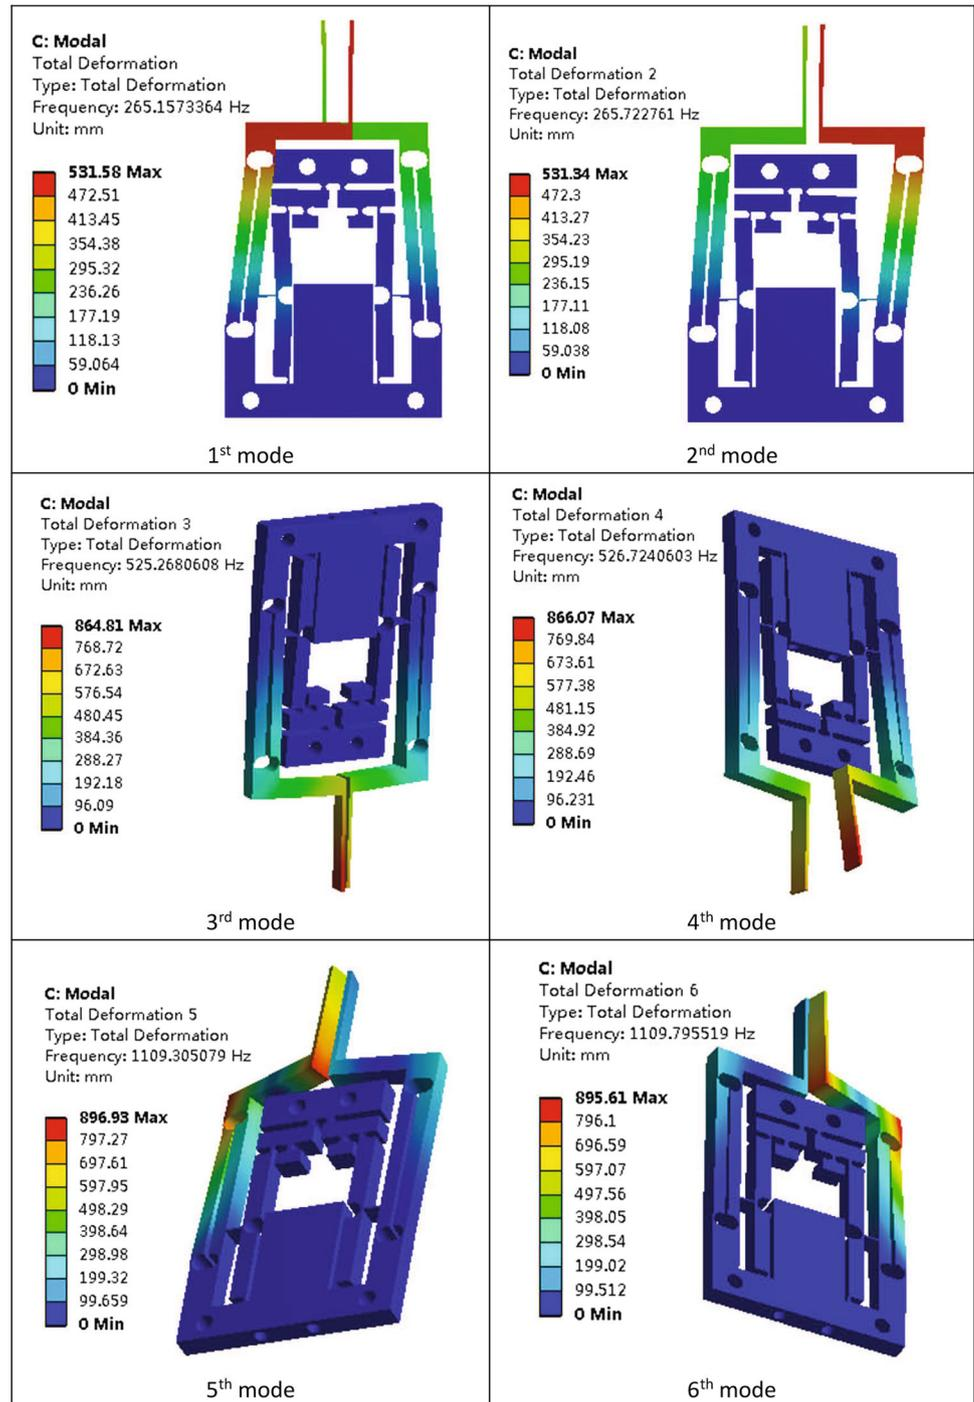 C: Modal
Total Deformation
Type: Total Deformation
Frequency: 265.1573364 Hz
Unit: mm
531.58 Max
472.51
413.45
354.38
295.32
236.26
177.19
118.13
59.064
0 Min
1st mode
C: Modal
Total Deformation 2
Type: Total Deformation
Frequency: 265.722761 Hz
Unit: mm
531.34 Max
472.3
413.27
354.23
295.19
236.15
177.11
118.08
59.038
0 Min
2nd mode
C: Modal
Total Deformation 3
Type: Total Deformation
Frequency: 525.2680608 Hz
Unit: mm
864.81 Max
768.72
672.63
576.54
480.45
384.36
288.27
192.18
96.09
0 Min
3rd mode
C: Modal
Total Deformation 4
Type: Total Deformation
Frequency: 526.7240603 Hz
Unit: mm
866.07 Max
769.84
673.61
577.38
481.15
384.92
288.69
192.46
96.231
0 Min
4th mode
C: Modal
Total Deformation 5
Type: Total Deformation
Frequency: 1109.305079 Hz
Unit: mm
896.93 Max
797.27
697.61
597.95
498.29
398.64
298.98
199.32
99.659
0 Min
5th mode
C: Modal
Total Deformation 6
Type: Total Deformation
Frequency: 1109.795519 Hz
Unit: mm
895.61 Max
796.1
696.59
597.07
497.56
398.05
298.54
199.02
99.512
0 Min
6th mode